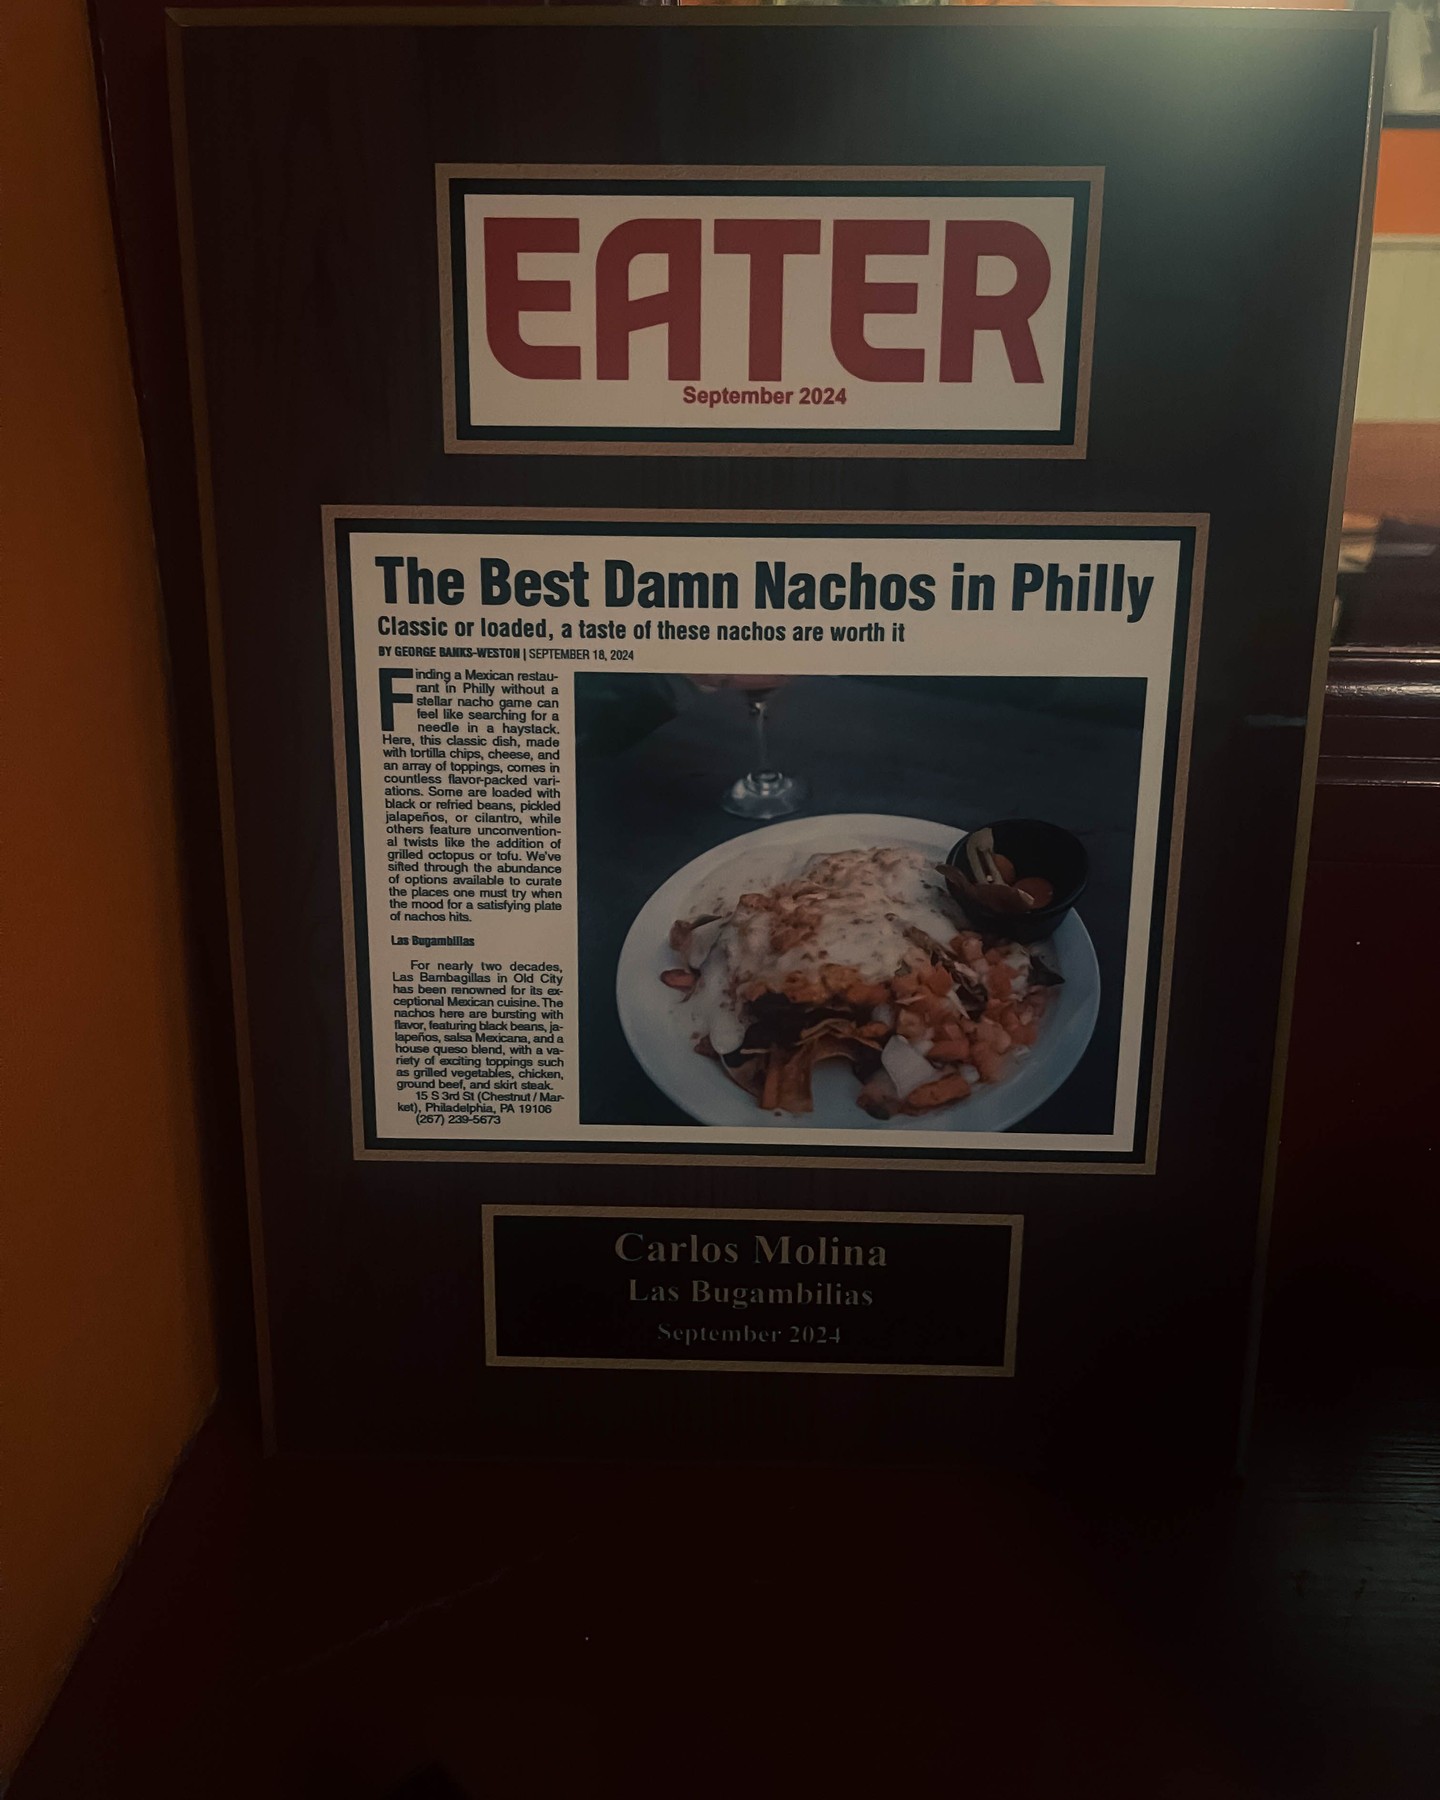 EATER
September 2024
The Best Damn Nachos in Philly
Classic or loaded, a taste of these nachos are worth it
BY GEORGE BANKS-WESTON | SEPTEMBER 18, 2024
Finding a Mexican restau-
rant in Philly without a
stellar nacho game can
feel like searching for a
needle in a haystack.
Here, this classic dish, made
with tortilla chips, cheese, and
an array of toppings, comes in
countless flavor-packed vari-
ations. Some are loaded with
black or refried beans, pickled
jalapeños, or cilantro, while
others feature unconvention-
al twists like the addition of
grilled octopus or tofu. We've
sifted through the abundance
of options available to curate
the places one must try when
the mood for a satisfying plate
of nachos hits.
Las Bugambilias
For nearly two decades,
Las Bambagillas in Old City
has been renowned for its ex-
ceptional Mexican cuisine. The
nachos here are bursting with
flavor, featuring black beans, ja-
lapeños, salsa Mexicana, and a
house queso blend, with a va-
riety of exciting toppings such
as grilled vegetables, chicken,
ground beef, and skirt steak.
15 S 3rd St (Chestnut / Mar-
ket), Philadelphia, PA 19106
(267) 239-5673
Carlos Molina
Las Bugambilias
September 2024